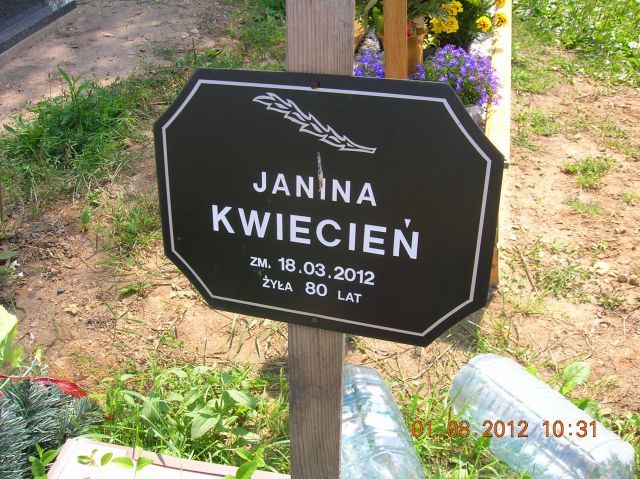 JANINA
KWIECIEŃ
ZM. 18.03.2012
ŻYŁA 80 LAT
01.08.2012 10:31